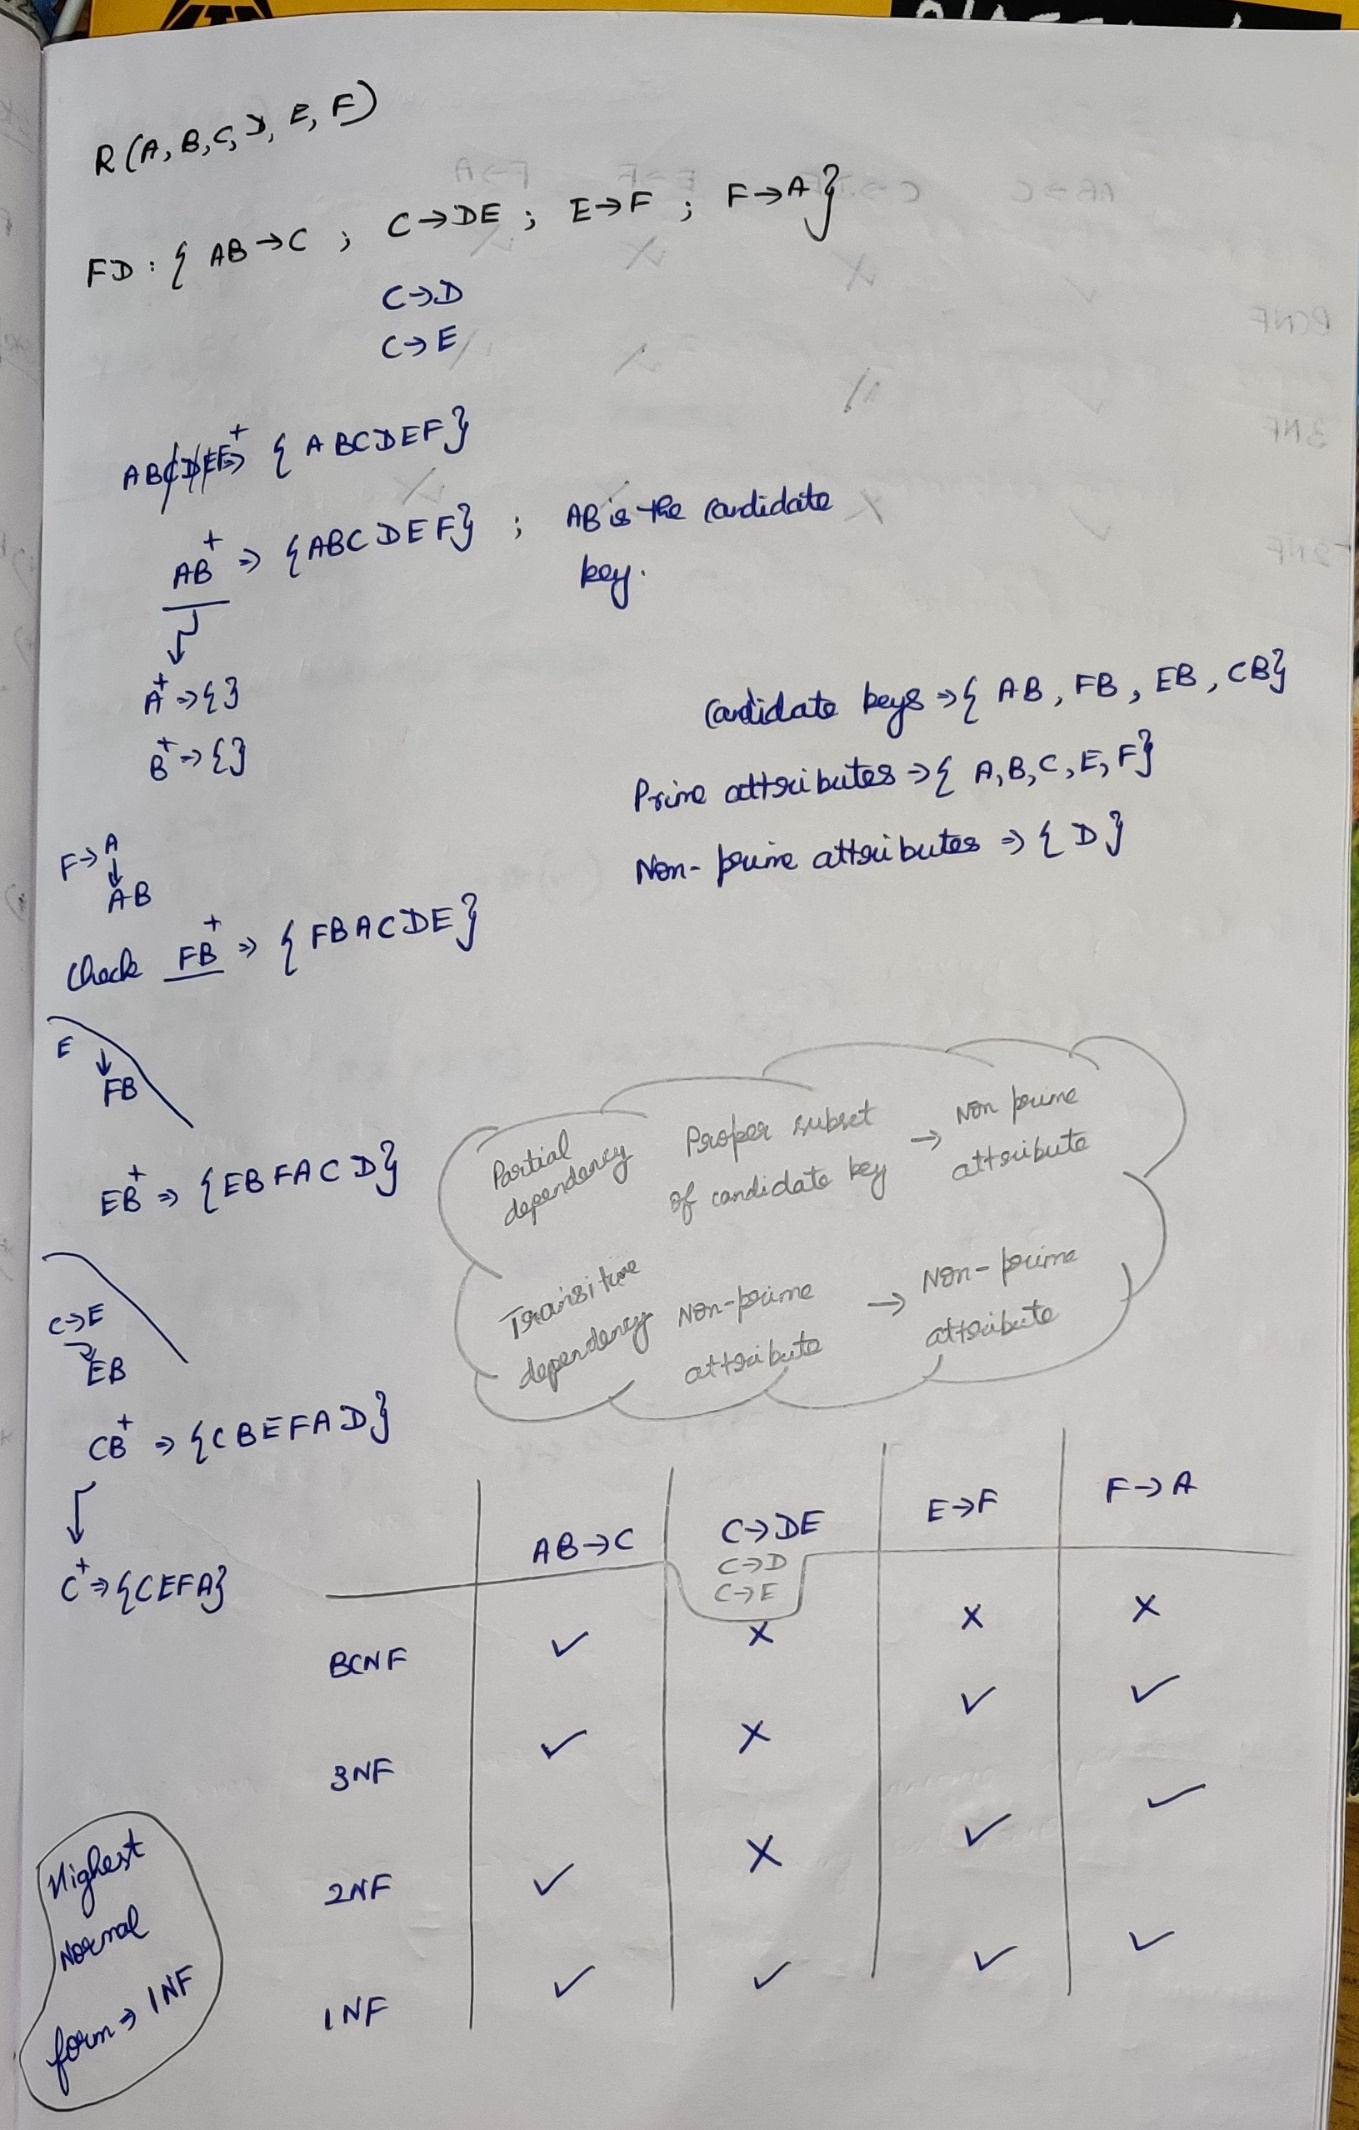 R(A, B, C, D, E, F)
FD : { AB→C ; C→DE ; E→F ; F→A}
C→D
C→E
ABCDEF+ ⇒ { ABCDEF}
AB+ ⇒ {ABCDEF} ; AB is the candidate
key.
A+ ⇒ { }
B+ ⇒ { }
Candidate keys ⇒ { AB, FB, EB, CB}
Prime attributes ⇒ { A, B, C, E, F}
Non-prime attributes ⇒ { D }
F→A
AB
Check FB+ ⇒ { FBACDE}
E
FB
EB+ ⇒ {EBFACD}
Partial dependency Proper subset of candidate key → Non prime attribute
Transitive dependency Non-prime attribute → Non-prime attribute
C→E
EB
CB+ ⇒ {CBEFAD}
C+ ⇒ {CEFA}
AB→C C→DE E→F F→A
C→D
C→E
BCNF ✓ X X X
3NF ✓ X ✓ ✓
2NF ✓ X ✓ ✓
1NF ✓ ✓ ✓ ✓
Highest
Normal
form ⇒ 1NF